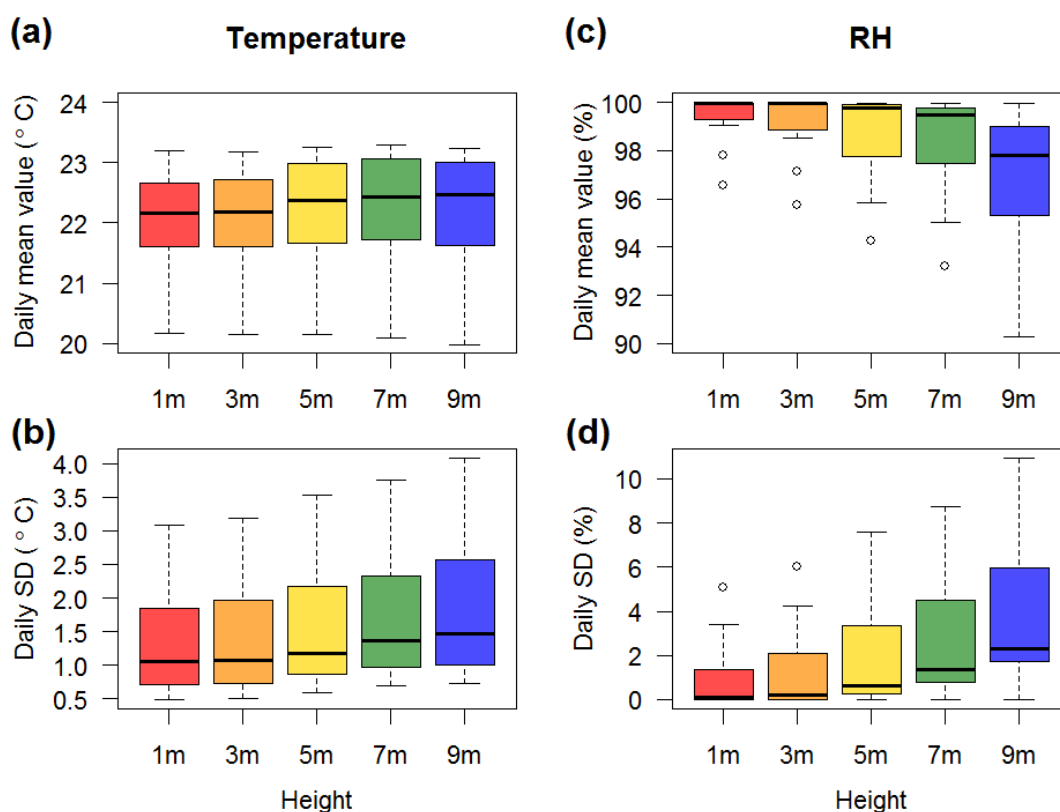 (a)
Temperature
Daily mean value (°C)
24
23
22
21
20
1m 3m 5m 7m 9m
(b)
Daily SD (°C)
4.0
3.5
3.0
2.5
2.0
1.5
1.0
0.5
1m 3m 5m 7m 9m
Height
(c)
RH
Daily mean value (%)
100
98
96
94
92
90
1m 3m 5m 7m 9m
(d)
Daily SD (%)
10
8
6
4
2
0
1m 3m 5m 7m 9m
Height